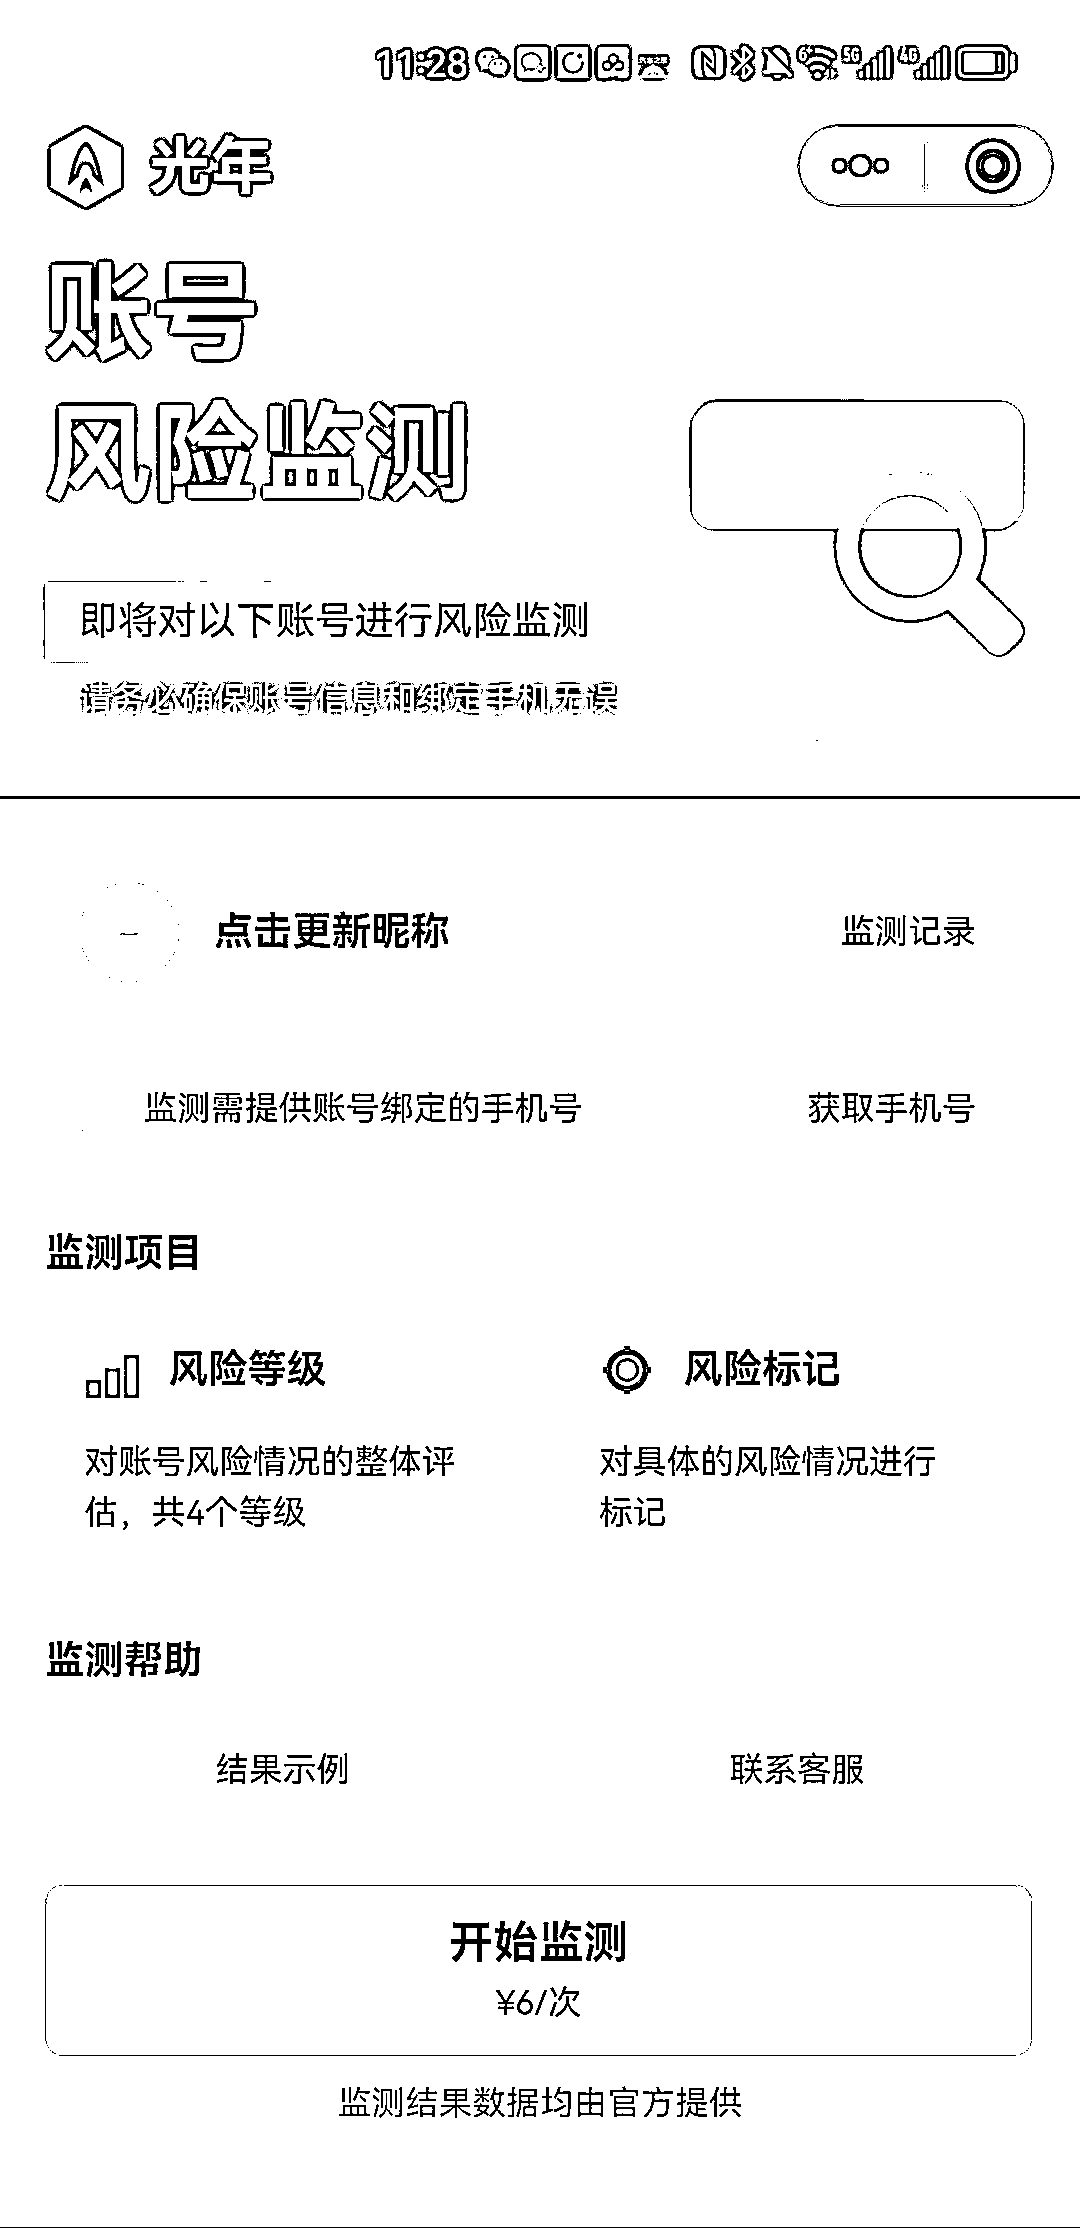 11:28
光年
账号
风险监测
即将对以下账号进行风险监测
请务必确保账号信息和绑定手机无误
点击更新昵称
监测记录
监测需提供账号绑定的手机号
获取手机号
监测项目
风险等级
风险标记
对账号风险情况的整体评
估，共4个等级
对具体的风险情况进行
标记
监测帮助
结果示例
联系客服
开始监测
¥6/次
监测结果数据均由官方提供